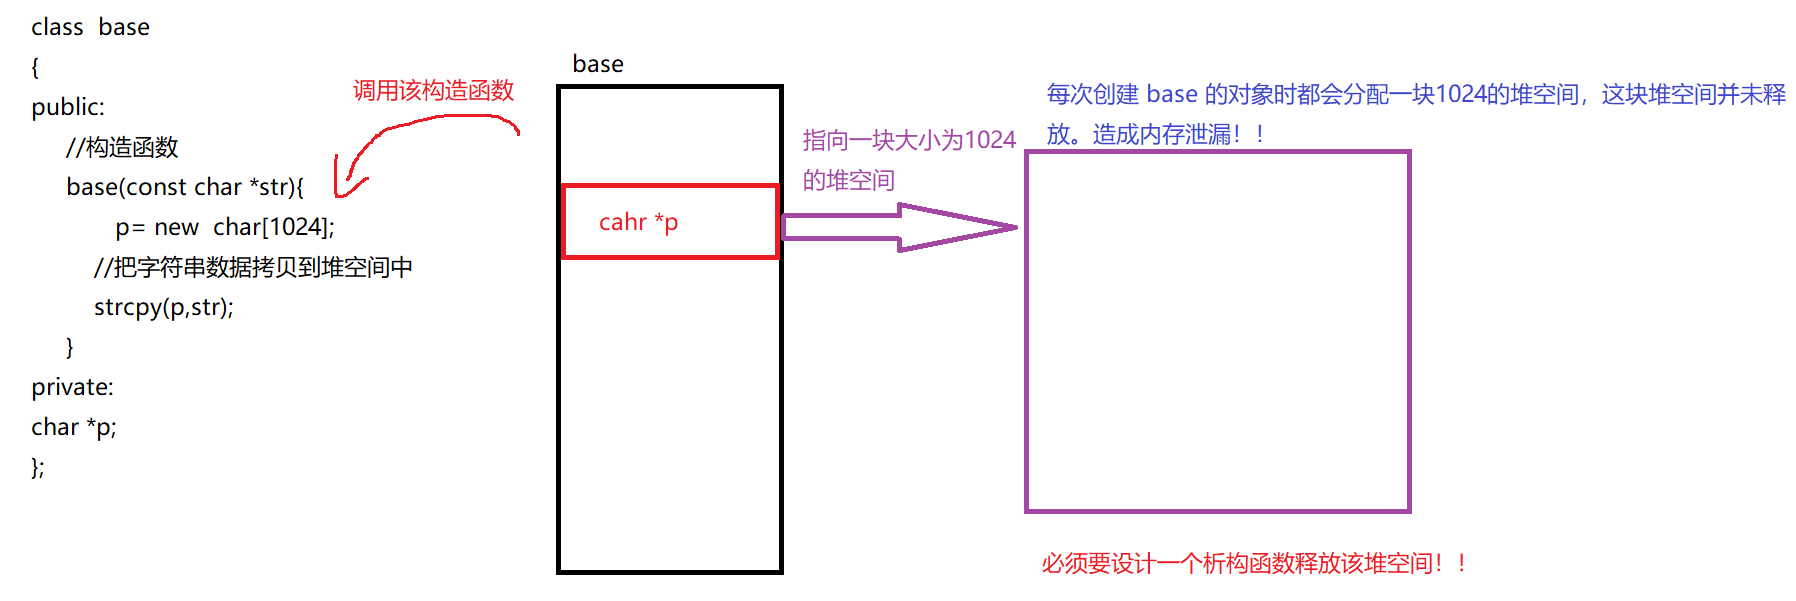 class  base
{
public:
//构造函数
base(const char *str){
p= new  char[1024];
//把字符串数据拷贝到堆空间中
strcpy(p,str);
}
private:
char *p;
};
调用该构造函数
base
cahr *p
指向一块大小为1024
的堆空间
每次创建 base 的对象时都会分配一块1024的堆空间，这块堆空间并未释
放。造成内存泄漏！！
必须要设计一个析构函数释放该堆空间！！